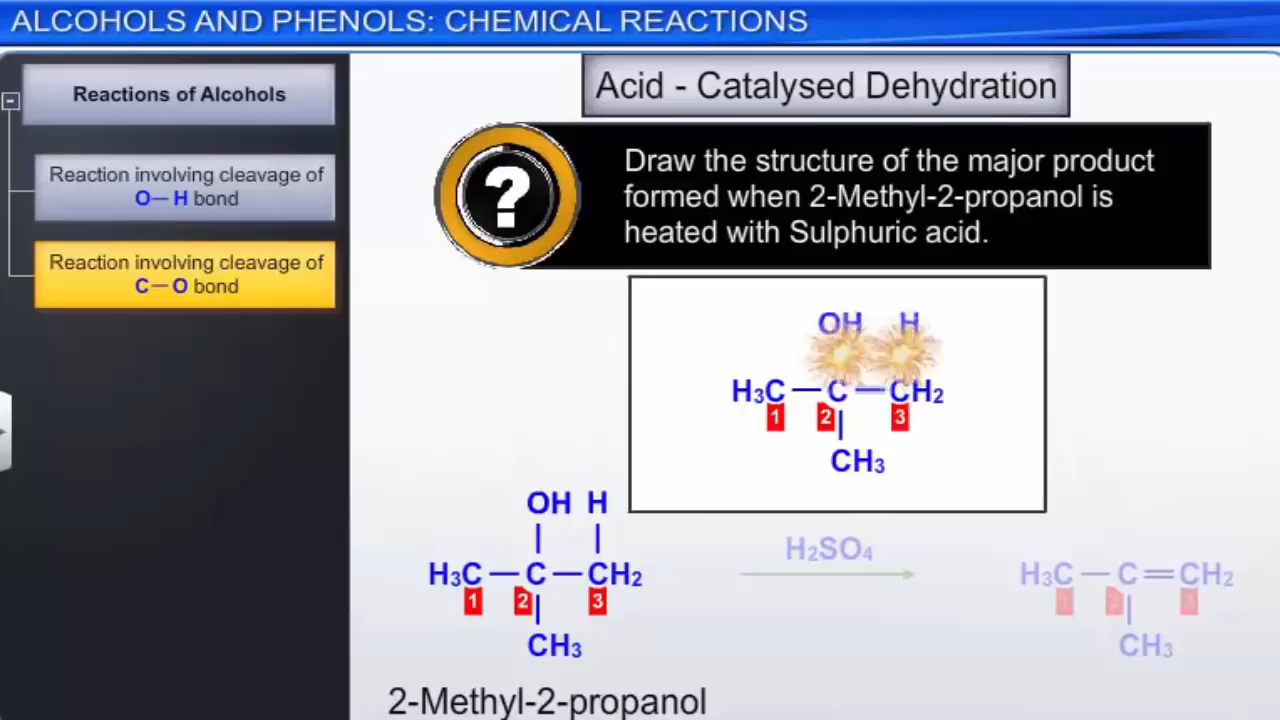 ALCOHOLS AND PHENOLS: CHEMICAL REACTIONS
Reactions of Alcohols
Reaction involving cleavage of
O—H bond
Reaction involving cleavage of
C—O bond
Acid - Catalysed Dehydration
?
Draw the structure of the major product
formed when 2-Methyl-2-propanol is
heated with Sulphuric acid.
OH H
H₃C—C—CH₂
1 2 3
CH₃
OH H
H₃C—C—CH₂
1 2 3
CH₃
H₂SO₄
H₃C—C=CH₂
1 2 3
CH₃
2-Methyl-2-propanol